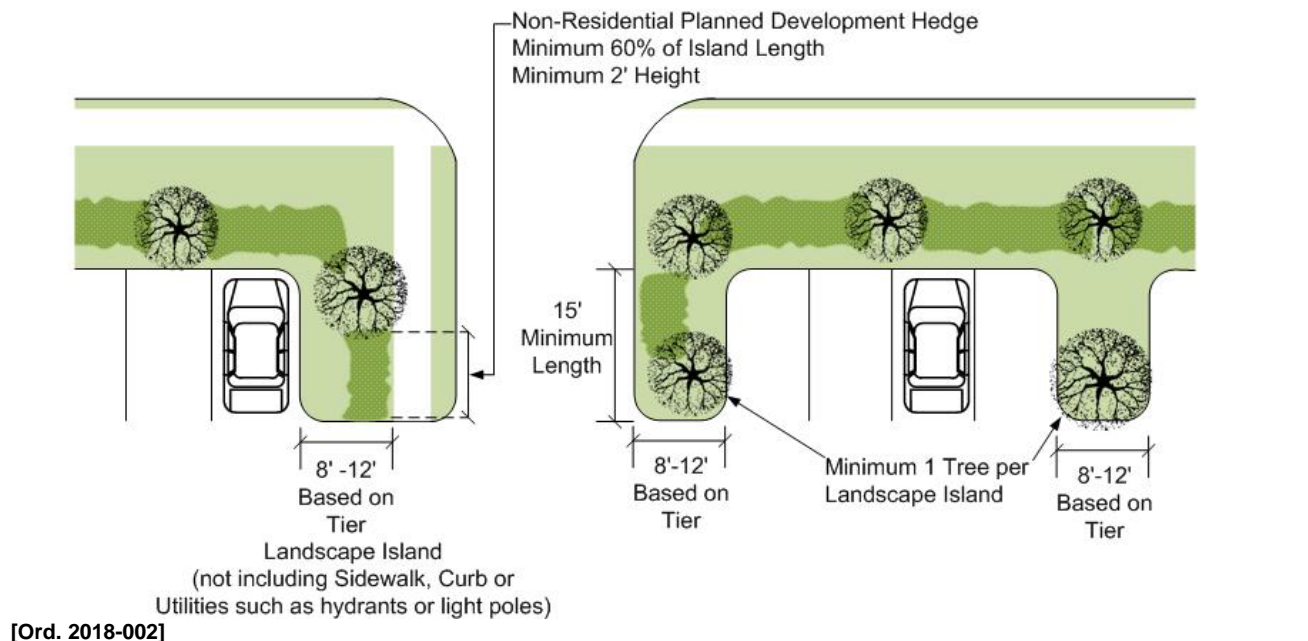 Non-Residential Planned Development Hedge
Minimum 60% of Island Length
Minimum 2' Height
15'
Minimum
Length
8' -12'
Based on
Tier
Landscape Island
(not including Sidewalk, Curb or
Utilities such as hydrants or light poles)
8'-12'
Based on
Tier
Minimum 1 Tree per
Landscape Island
8'-12'
Based on
Tier
[Ord. 2018-002]